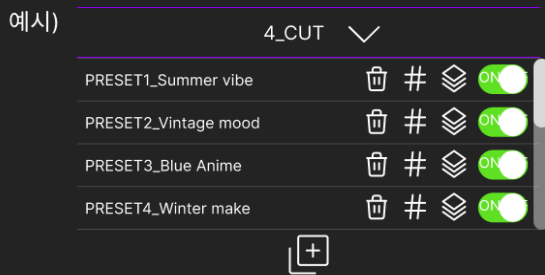 예시)
4_CUT
PRESET1_Summer vibe
ON
PRESET2_Vintage mood
ON
PRESET3_Blue Anime
ON
PRESET4_Winter make
ON